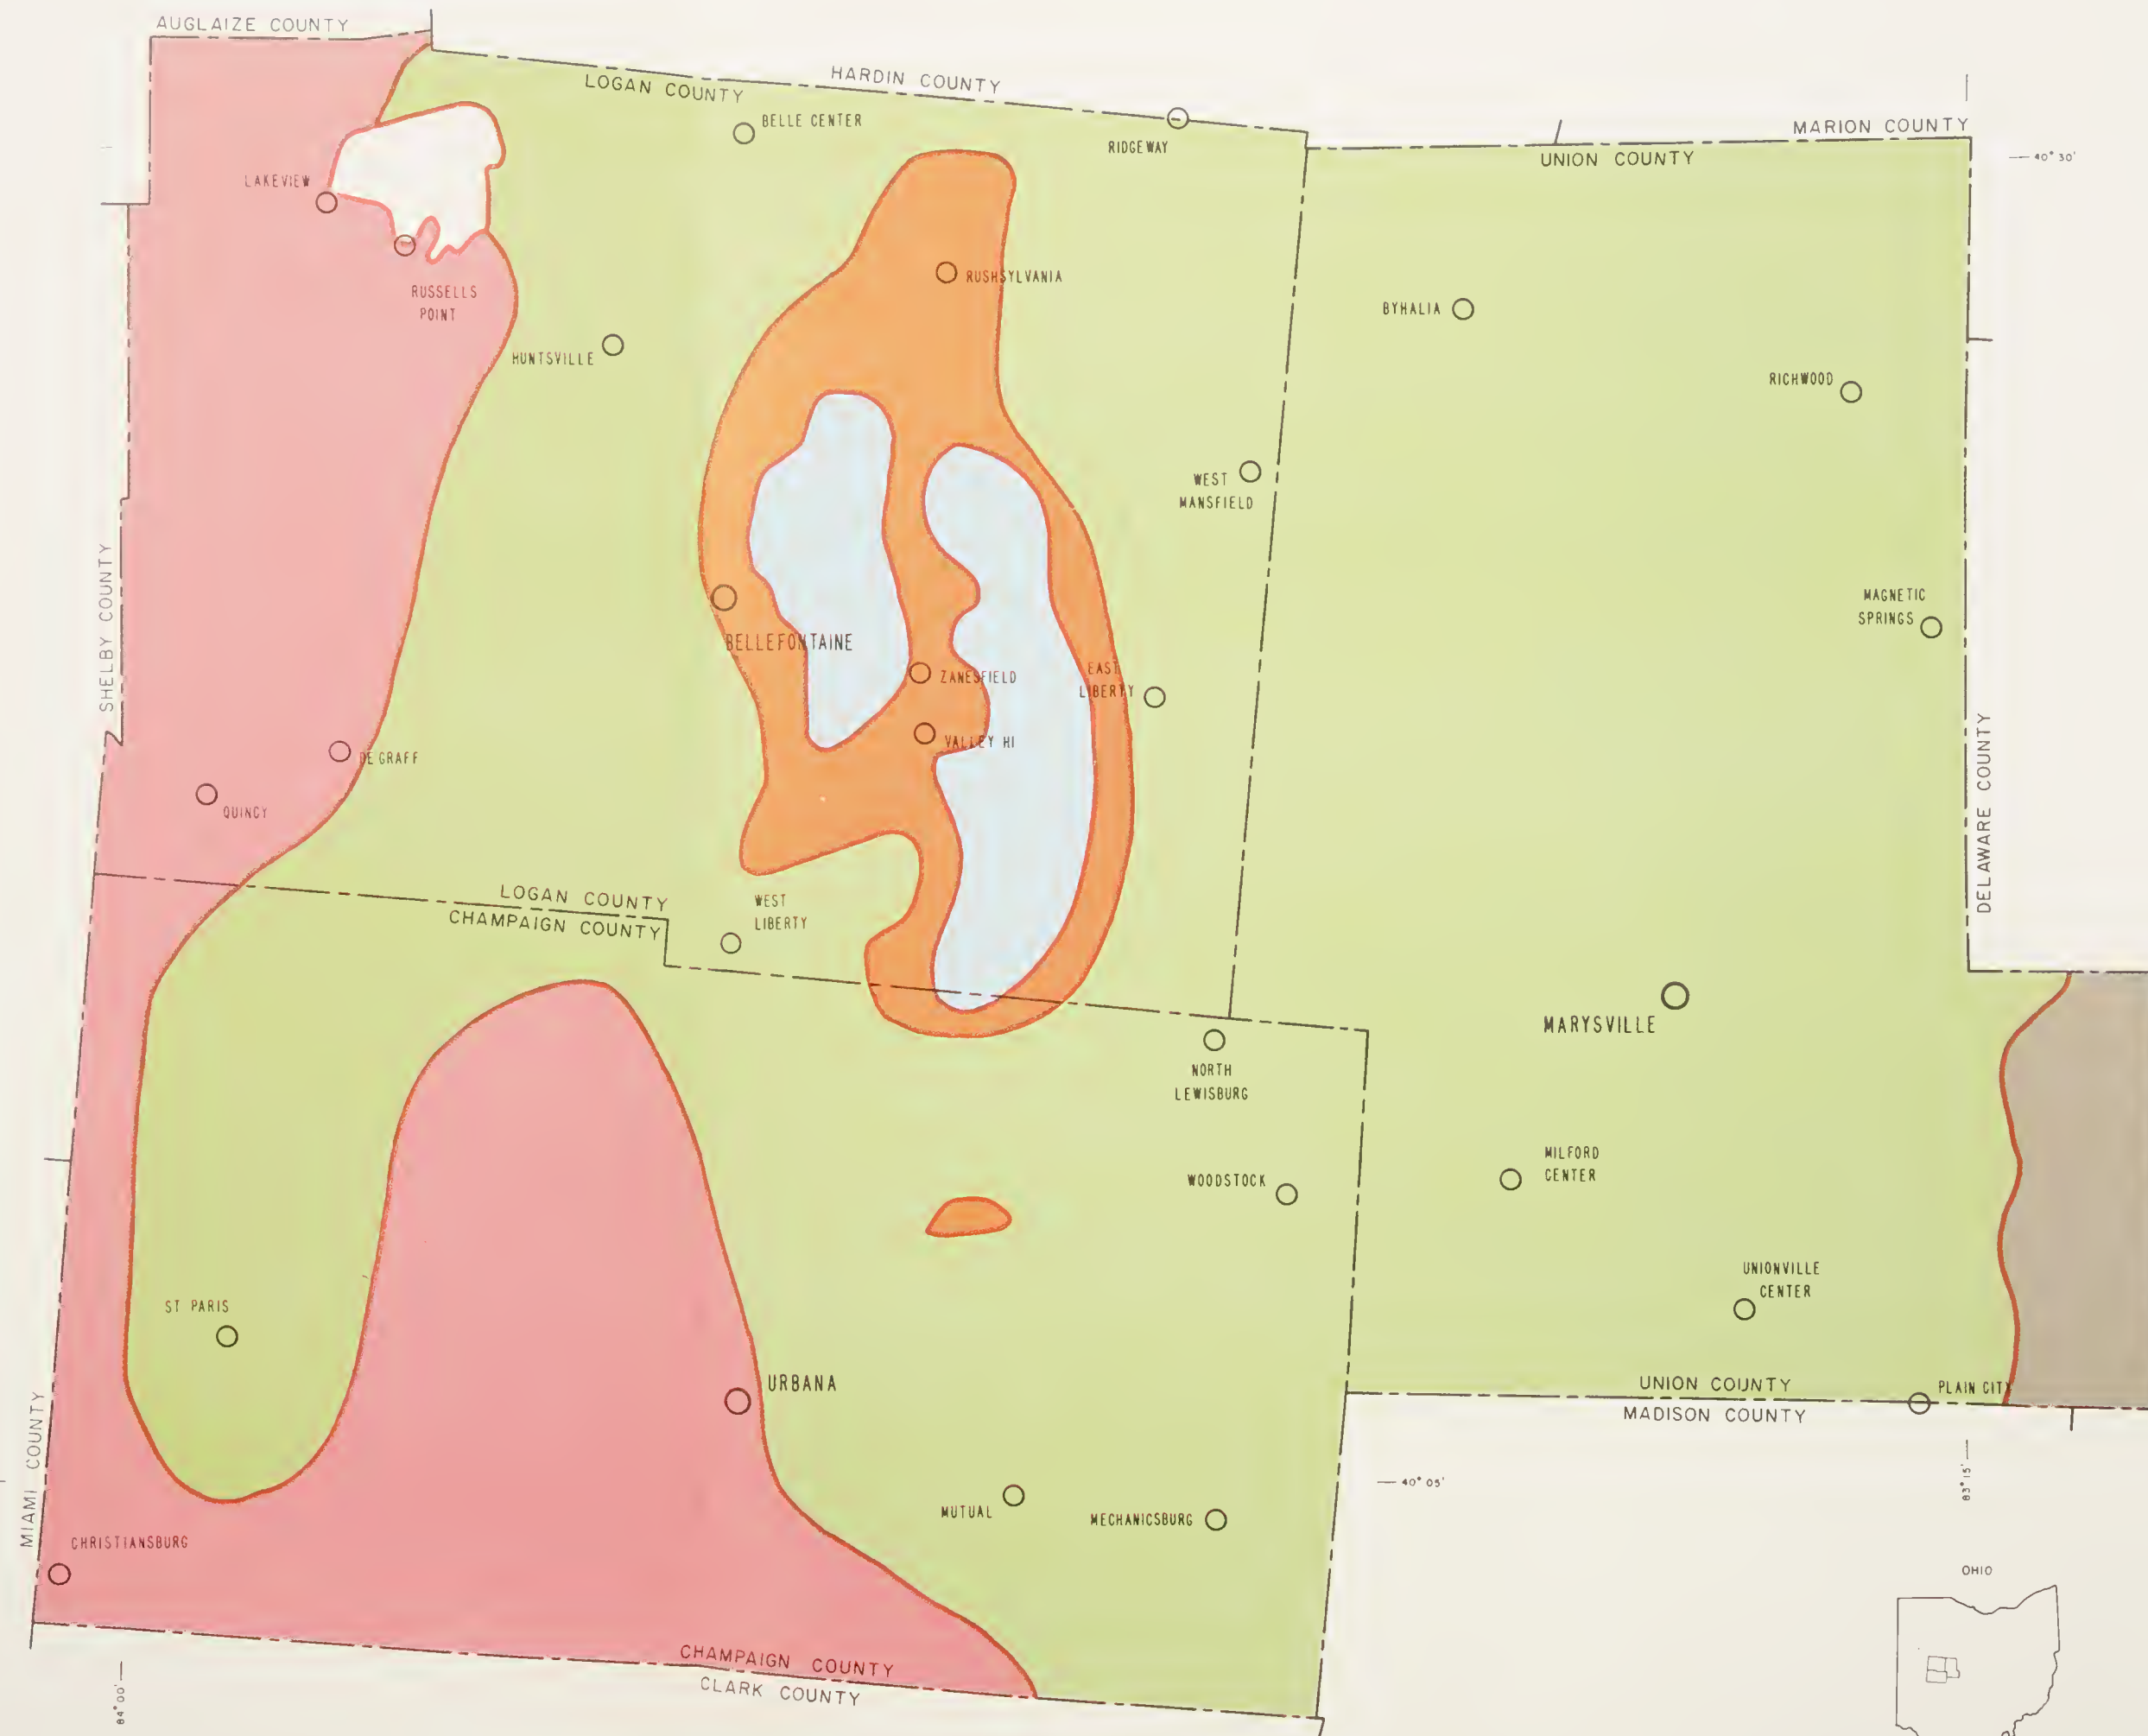 AUGLAIZE COUNTY
HARDIN COUNTY
LOGAN COUNTY
BELLE CENTER
RIDGEWAY
MARION COUNTY
UNION COUNTY
40° 30'
LAKEVIEW
RUSSELLS
POINT
RUSHSYLVANIA
BYHALIA
HUNTSVILLE
RICHWOOD
WEST
MANSFIELD
SHELBY COUNTY
MAGNETIC
SPRINGS
BELLEFONTAINE
ZANESFIELD
EAST
LIBERTY
VALLEY HI
DE GRAFF
QUINCY
DELAWARE COUNTY
LOGAN COUNTY
CHAMPAIGN COUNTY
WEST
LIBERTY
MARYSVILLE
NORTH
LEWISBURG
MILFORD
CENTER
WOODSTOCK
UNIONVILLE
CENTER
ST PARIS
URBANA
UNION COUNTY
PLAIN CITY
MADISON COUNTY
MIAMI COUNTY
40° 05'
83° 15'
MUTUAL
MECHANICSBURG
CHRISTIANSBURG
OHIO
CHAMPAIGN COUNTY
CLARK COUNTY
84° 00'